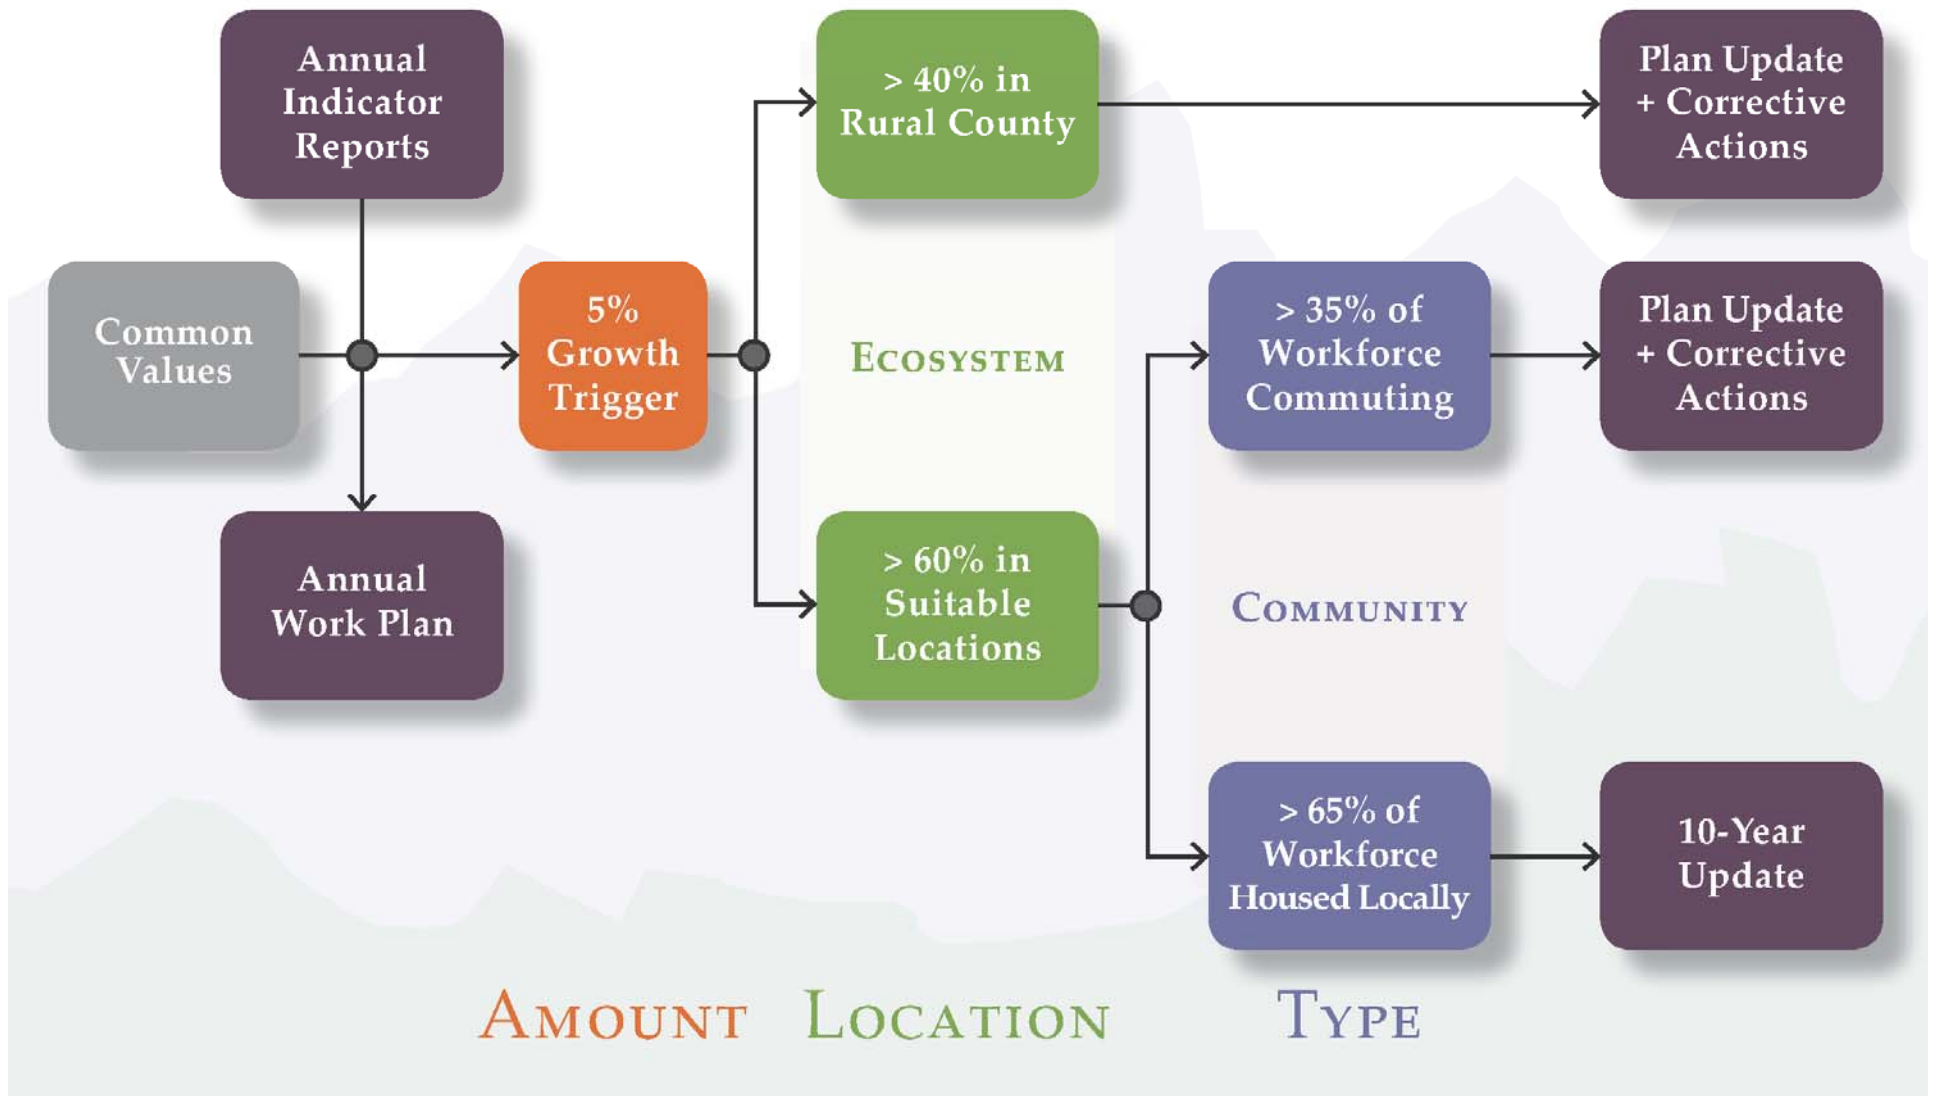 Annual
Indicator
Reports
> 40% in
Rural County
Plan Update
+ Corrective
Actions
Common
Values
5%
Growth
Trigger
ECOSYSTEM
> 35% of
Workforce
Commuting
Plan Update
+ Corrective
Actions
Annual
Work Plan
> 60% in
Suitable
Locations
COMMUNITY
> 65% of
Workforce
Housed Locally
10-Year
Update
AMOUNT
LOCATION
TYPE